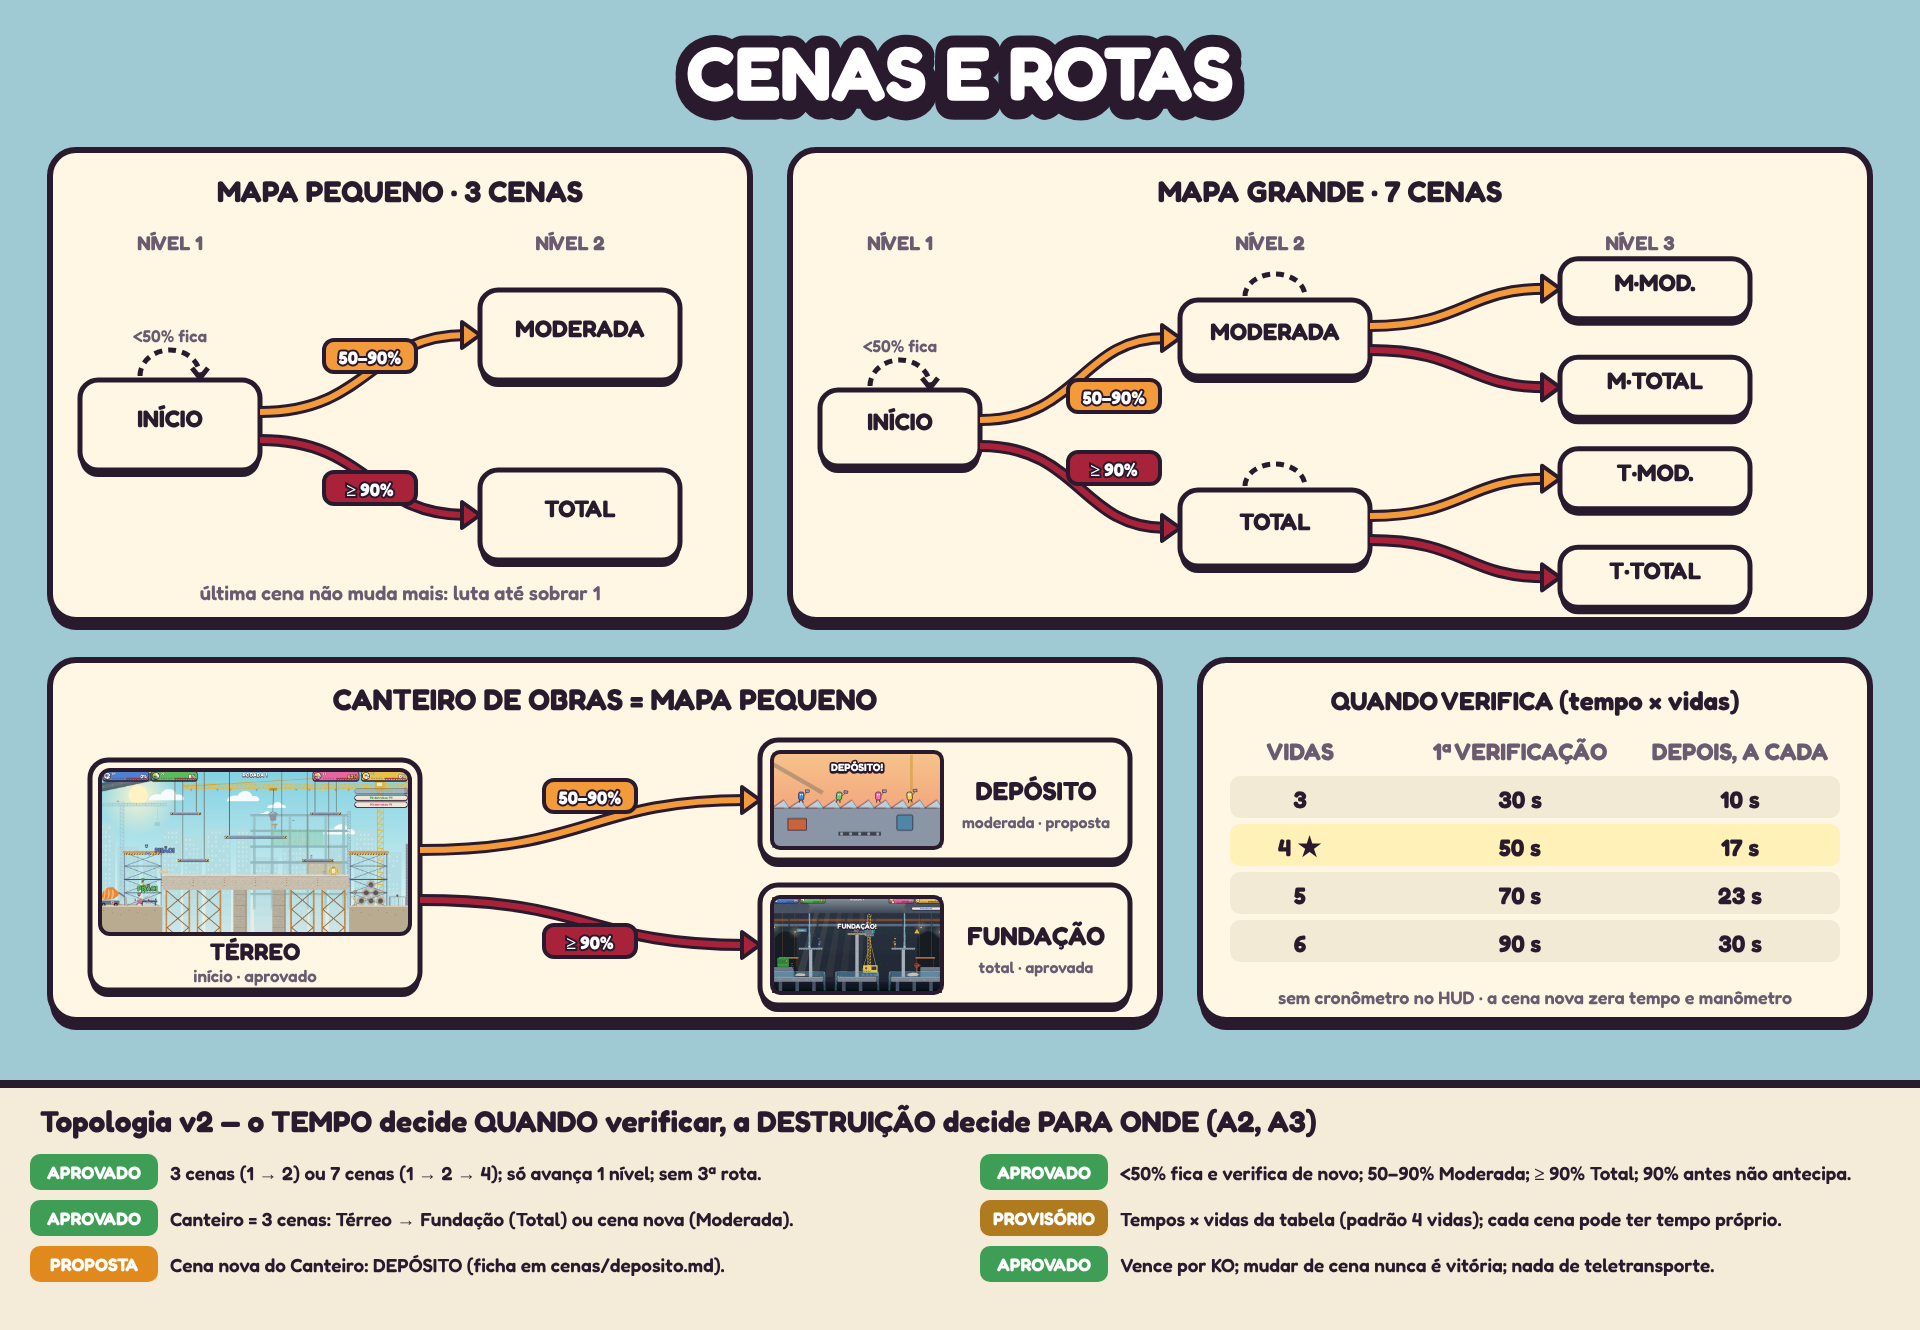 CENAS E ROTAS
MAPA PEQUENO · 3 CENAS
NÍVEL 1
NÍVEL 2
<50% fica
INÍCIO
50–90%
≥ 90%
MODERADA
TOTAL
última cena não muda mais: luta até sobrar 1
MAPA GRANDE · 7 CENAS
NÍVEL 1
NÍVEL 2
NÍVEL 3
<50% fica
INÍCIO
50–90%
≥ 90%
MODERADA
TOTAL
M·MOD.
M·TOTAL
T·MOD.
T·TOTAL
CANTEIRO DE OBRAS = MAPA PEQUENO
TÉRREO
início · aprovado
50–90%
≥ 90%
DEPÓSITO!
DEPÓSITO
moderada · proposta
FUNDAÇÃO!
FUNDAÇÃO
total · aprovada
QUANDO VERIFICA (tempo × vidas)
VIDAS 1ª VERIFICAÇÃO DEPOIS, A CADA
3 30 s 10 s
4 ★ 50 s 17 s
5 70 s 23 s
6 90 s 30 s
sem cronômetro no HUD · a cena nova zera tempo e manômetro
Topologia v2 — o TEMPO decide QUANDO verificar, a DESTRUIÇÃO decide PARA ONDE (A2, A3)
APROVADO 3 cenas (1 → 2) ou 7 cenas (1 → 2 → 4); só avança 1 nível; sem 3ª rota.
APROVADO Canteiro = 3 cenas: Térreo → Fundação (Total) ou cena nova (Moderada).
PROPOSTA Cena nova do Canteiro: DEPÓSITO (ficha em cenas/deposito.md).
APROVADO <50% fica e verifica de novo; 50–90% Moderada; ≥ 90% Total; 90% antes não antecipa.
PROVISÓRIO Tempos × vidas da tabela (padrão 4 vidas); cada cena pode ter tempo próprio.
APROVADO Vence por KO; mudar de cena nunca é vitória; nada de teletransporte.